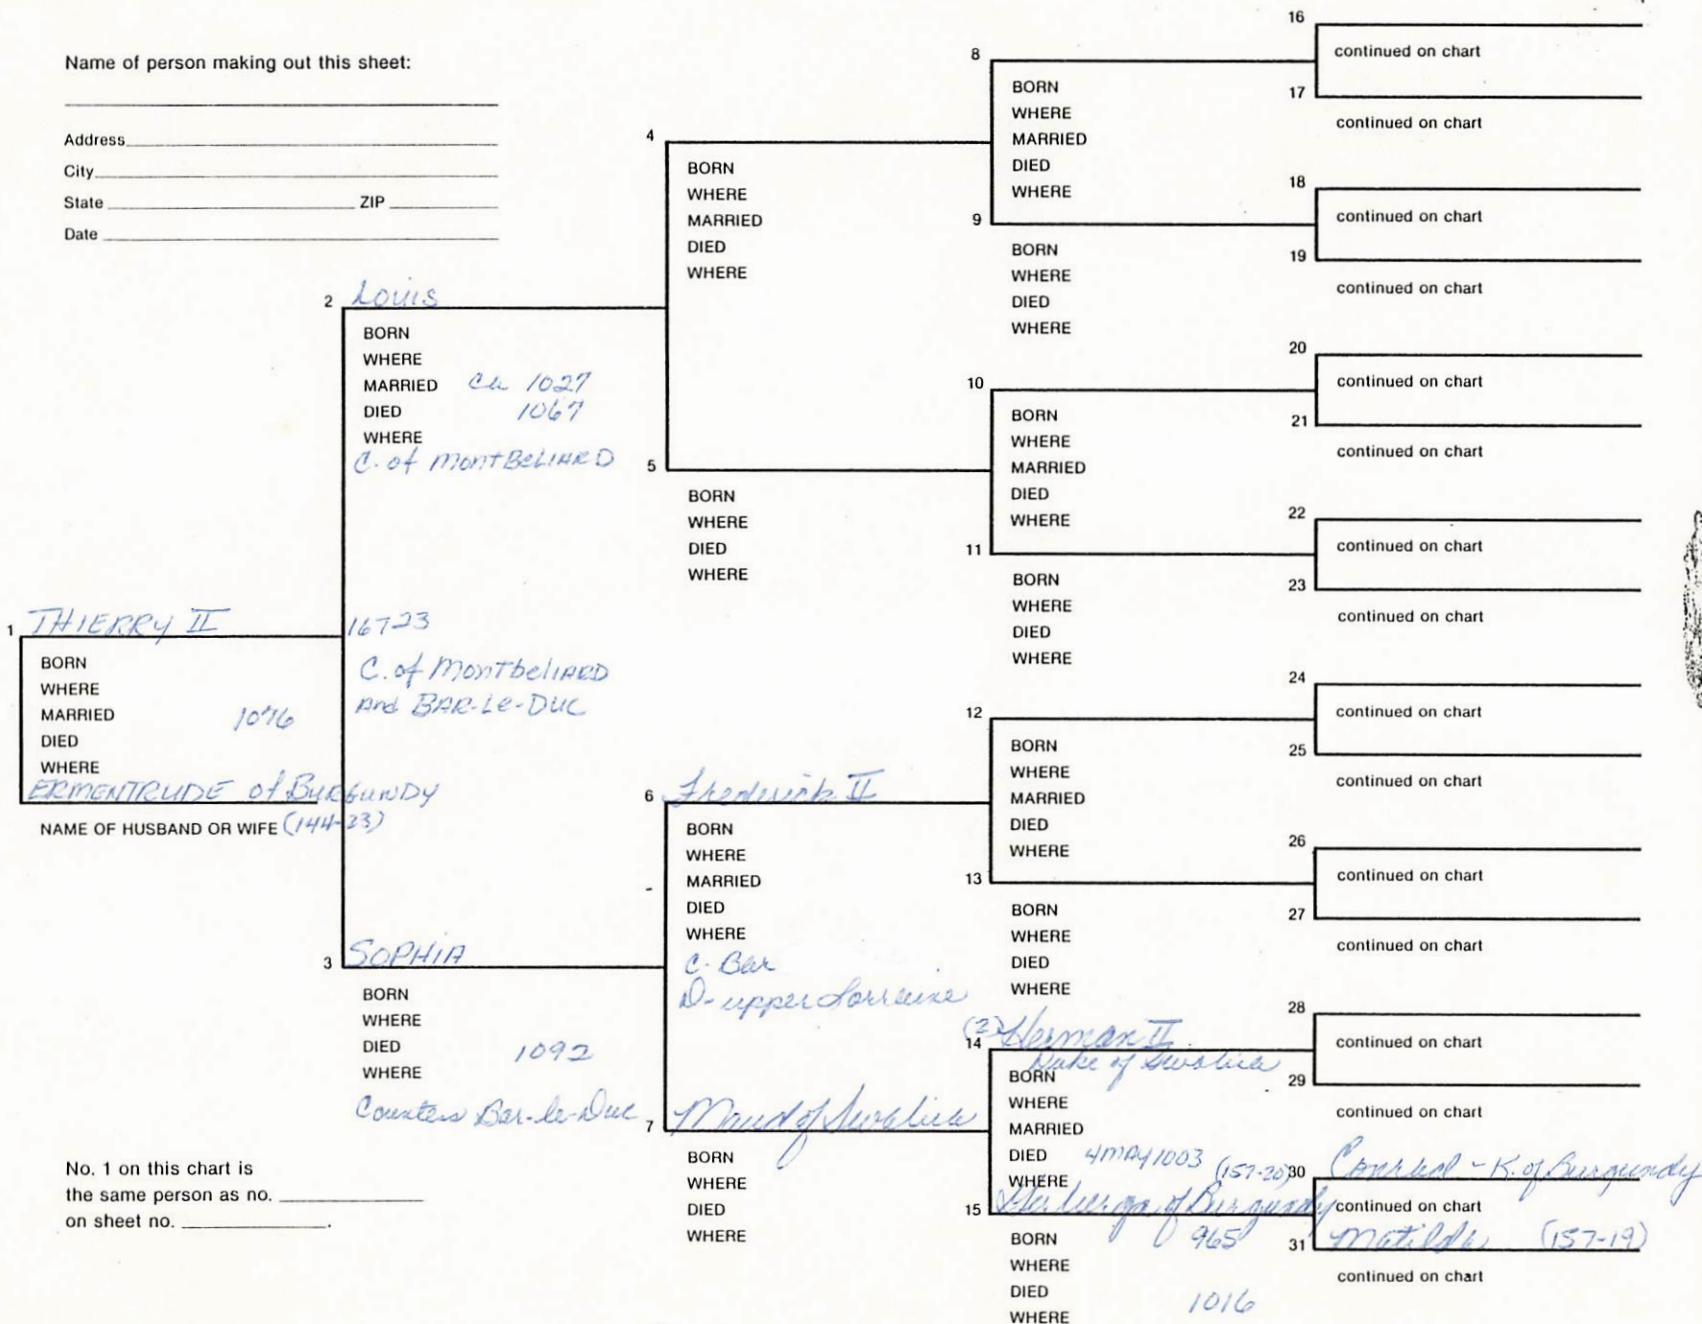 Name of person making out this sheet:
Address
City
State ZIP
Date
1 THIERRY II
BORN
WHERE
MARRIED 1076
DIED
WHERE
ERMENTRUDE of BURGUNDY
NAME OF HUSBAND OR WIFE (144-23)
16723
C. of Montbeliard
and BAR-Le-DUC
2 Louis
BORN
WHERE
MARRIED Ca 1027
DIED 1067
WHERE
C. of MontBeliard
3 SOPHIA
BORN
WHERE
DIED 1092
WHERE
Countess Bar-le-Duc
4
BORN
WHERE
MARRIED
DIED
WHERE
5
BORN
WHERE
DIED
WHERE
6 Frederick II
BORN
WHERE
MARRIED
DIED
WHERE
C. Bar
D-upper Lorraine
7 Maud of Swabia
BORN
WHERE
DIED
WHERE
8
BORN
WHERE
MARRIED
DIED
WHERE
9
BORN
WHERE
DIED
WHERE
10
BORN
WHERE
MARRIED
DIED
WHERE
11
BORN
WHERE
DIED
WHERE
12
BORN
WHERE
MARRIED
DIED
WHERE
13
BORN
WHERE
DIED
WHERE
(2) Herman II
14 Duke of Swabia
BORN
WHERE
MARRIED
DIED 4MAY1003 (157-20)
WHERE
15 Gerberga of Burgundy
BORN 965
WHERE
DIED 1016
WHERE
16
continued on chart
17
continued on chart
18
continued on chart
19
continued on chart
20
continued on chart
21
continued on chart
22
continued on chart
23
continued on chart
24
continued on chart
25
continued on chart
26
continued on chart
27
continued on chart
28
continued on chart
29
continued on chart
30 Conrad - K. of Burgundy
continued on chart
31 Matilda (157-19)
continued on chart
No. 1 on this chart is
the same person as no.
on sheet no. .